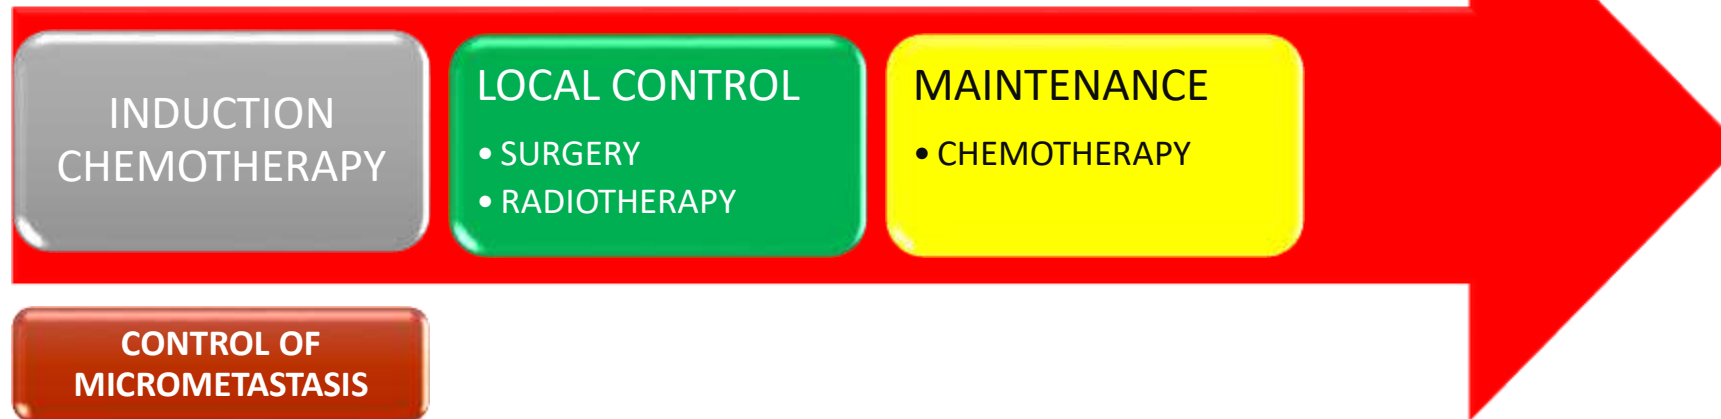 INDUCTION
CHEMOTHERAPY
LOCAL CONTROL
• SURGERY
• RADIOTHERAPY
MAINTENANCE
• CHEMOTHERAPY
CONTROL OF
MICROMETASTASIS